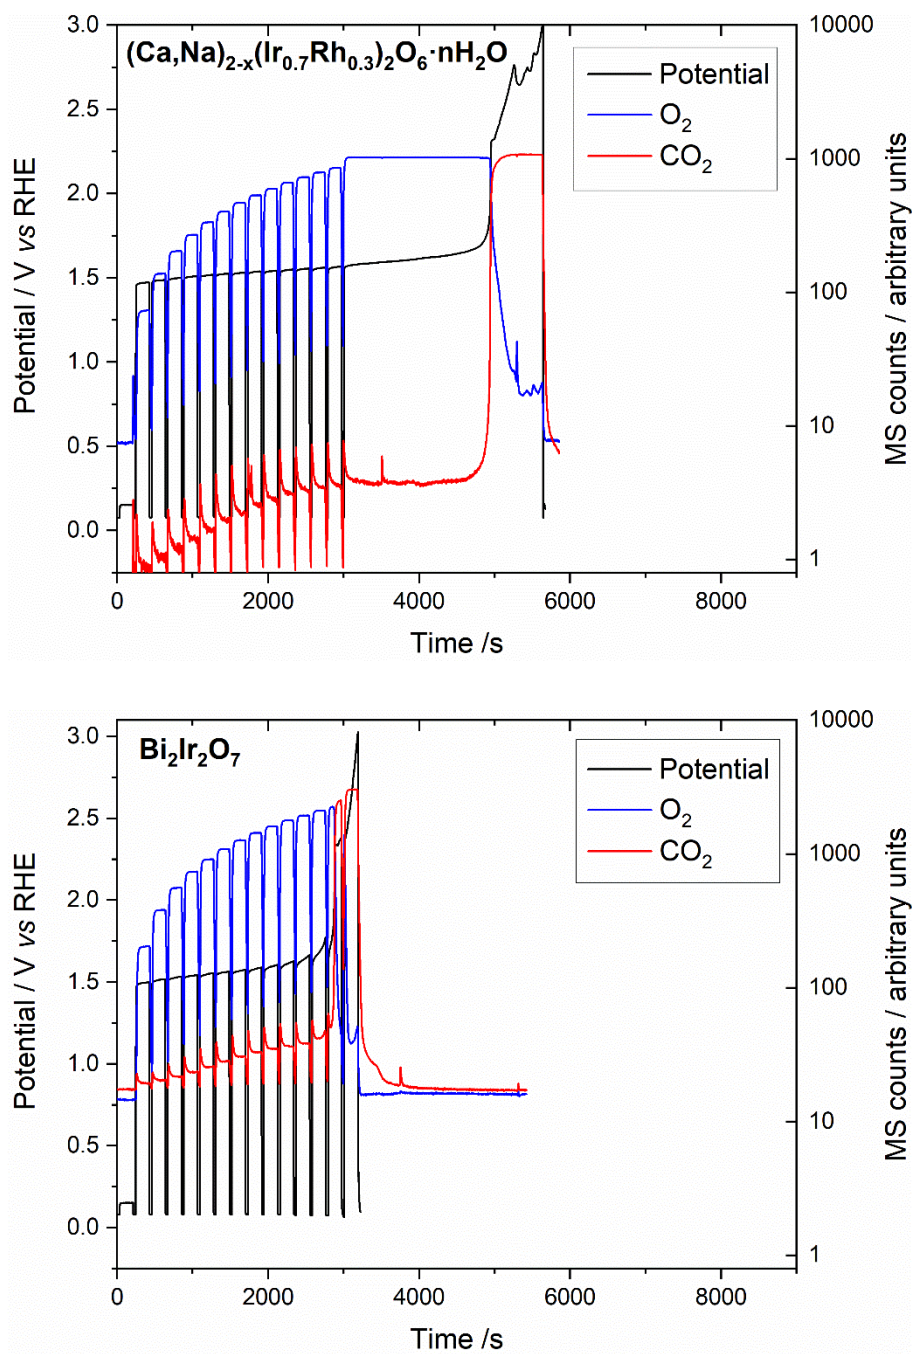 (Ca,Na)₂₋ₓ(Ir₀.₇Rh₀.₃)₂O₆·nH₂O
Potential
O₂
CO₂
3.0
2.5
2.0
1.5
1.0
0.5
0.0
Potential / V vs RHE
10000
1000
100
10
1
MS counts / arbitrary units
0 2000 4000 6000 8000
Time /s
Bi₂Ir₂O₇
Potential
O₂
CO₂
3.0
2.5
2.0
1.5
1.0
0.5
0.0
Potential / V vs RHE
10000
1000
100
10
1
MS counts / arbitrary units
0 2000 4000 6000 8000
Time /s